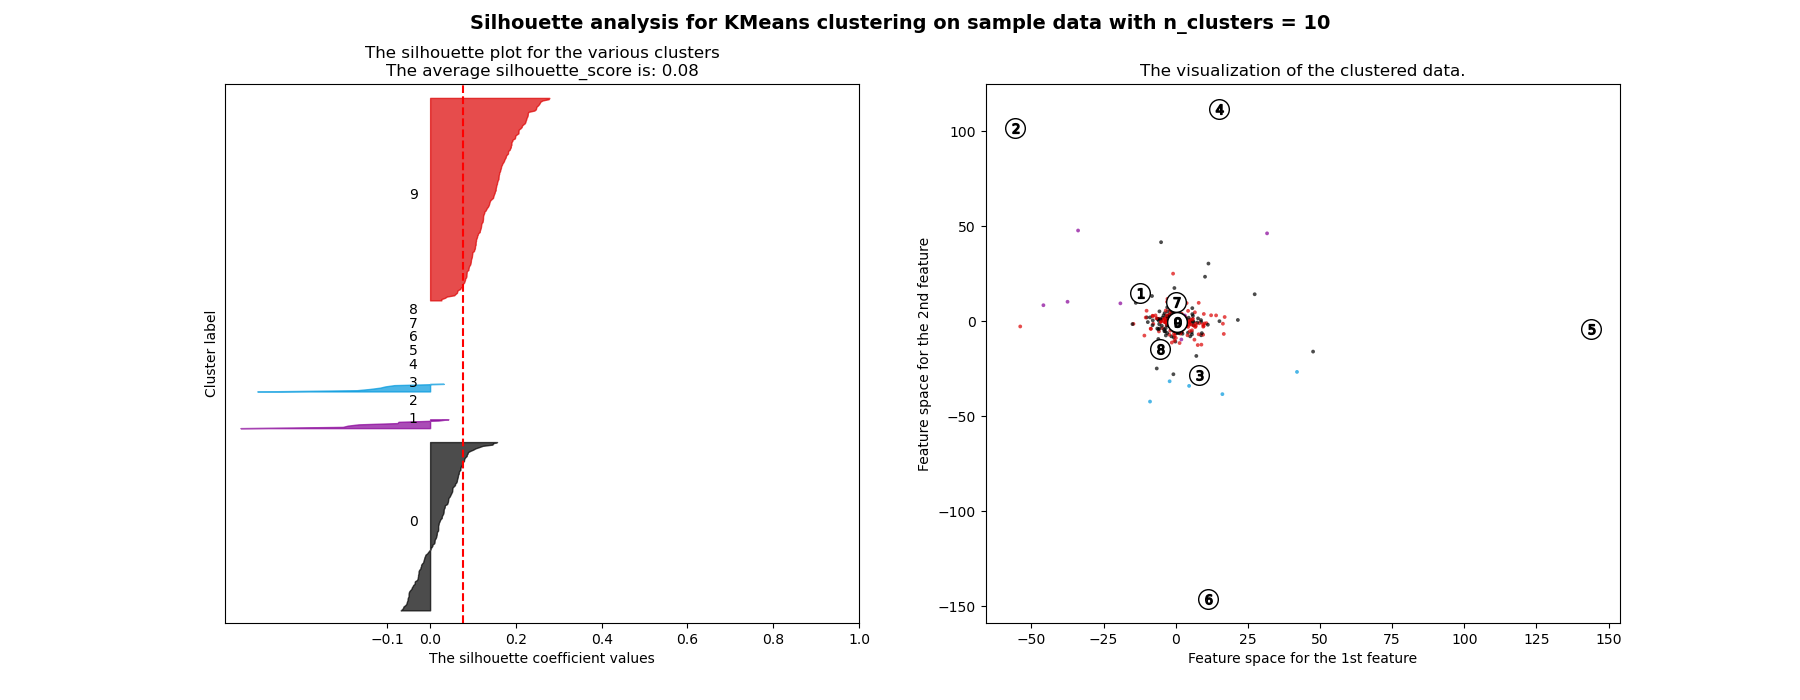 Silhouette analysis for KMeans clustering on sample data with n_clusters = 10
The silhouette plot for the various clusters
The average silhouette_score is: 0.08
Cluster label
9
8
7
6
5
4
3
2
1
0
−0.1 0.0 0.2 0.4 0.6 0.8 1.0
The silhouette coefficient values
The visualization of the clustered data.
Feature space for the 2nd feature
100
50
0
−50
−100
−150
4
2
1
7
9
5
8
3
6
−50 −25 0 25 50 75 100 125 150
Feature space for the 1st feature